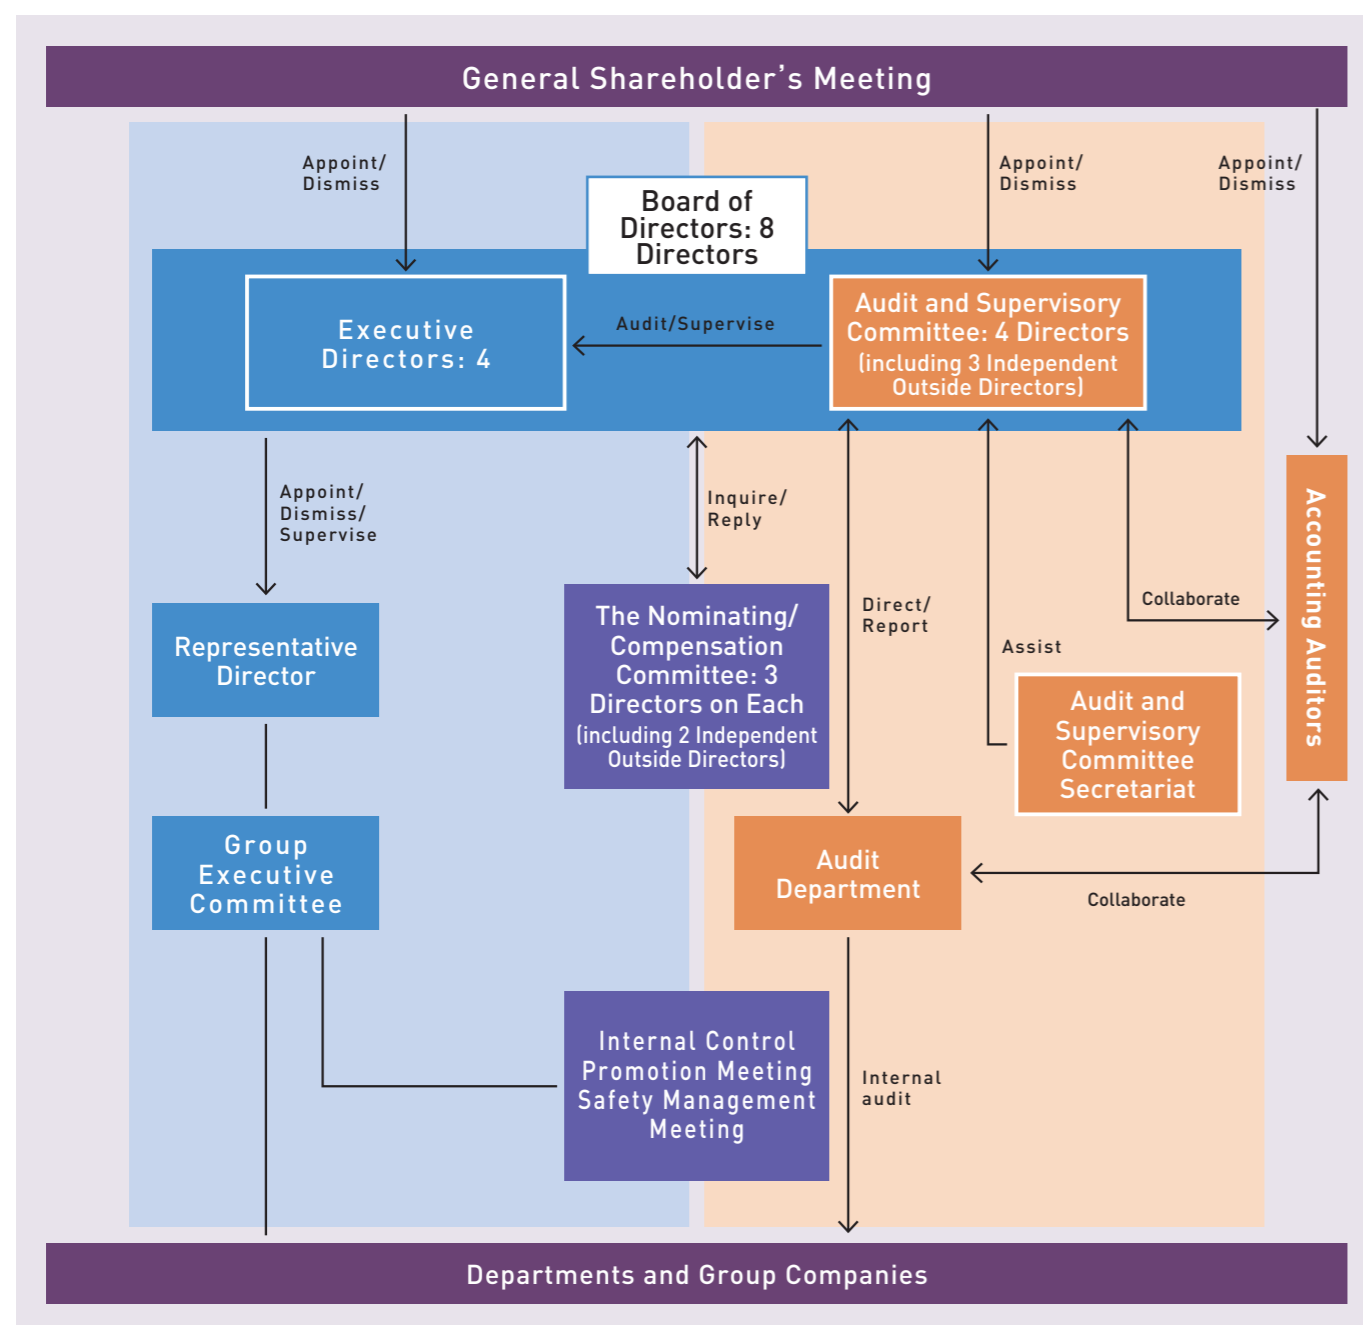 General Shareholder's Meeting
Appoint/
Dismiss
Appoint/
Dismiss
Appoint/
Dismiss
Board of
Directors: 8
Directors
Executive
Directors: 4
Audit/Supervise
Audit and Supervisory
Committee: 4 Directors
(including 3 Independent
Outside Directors)
Appoint/
Dismiss/
Supervise
Inquire/
Reply
Accounting Auditors
Representative
Director
The Nominating/
Compensation
Committee: 3
Directors on Each
(including 2 Independent
Outside Directors)
Direct/
Report
Assist
Collaborate
Audit and
Supervisory
Committee
Secretariat
Group
Executive
Committee
Audit
Department
Collaborate
Internal Control
Promotion Meeting
Safety Management
Meeting
Internal
audit
Departments and Group Companies